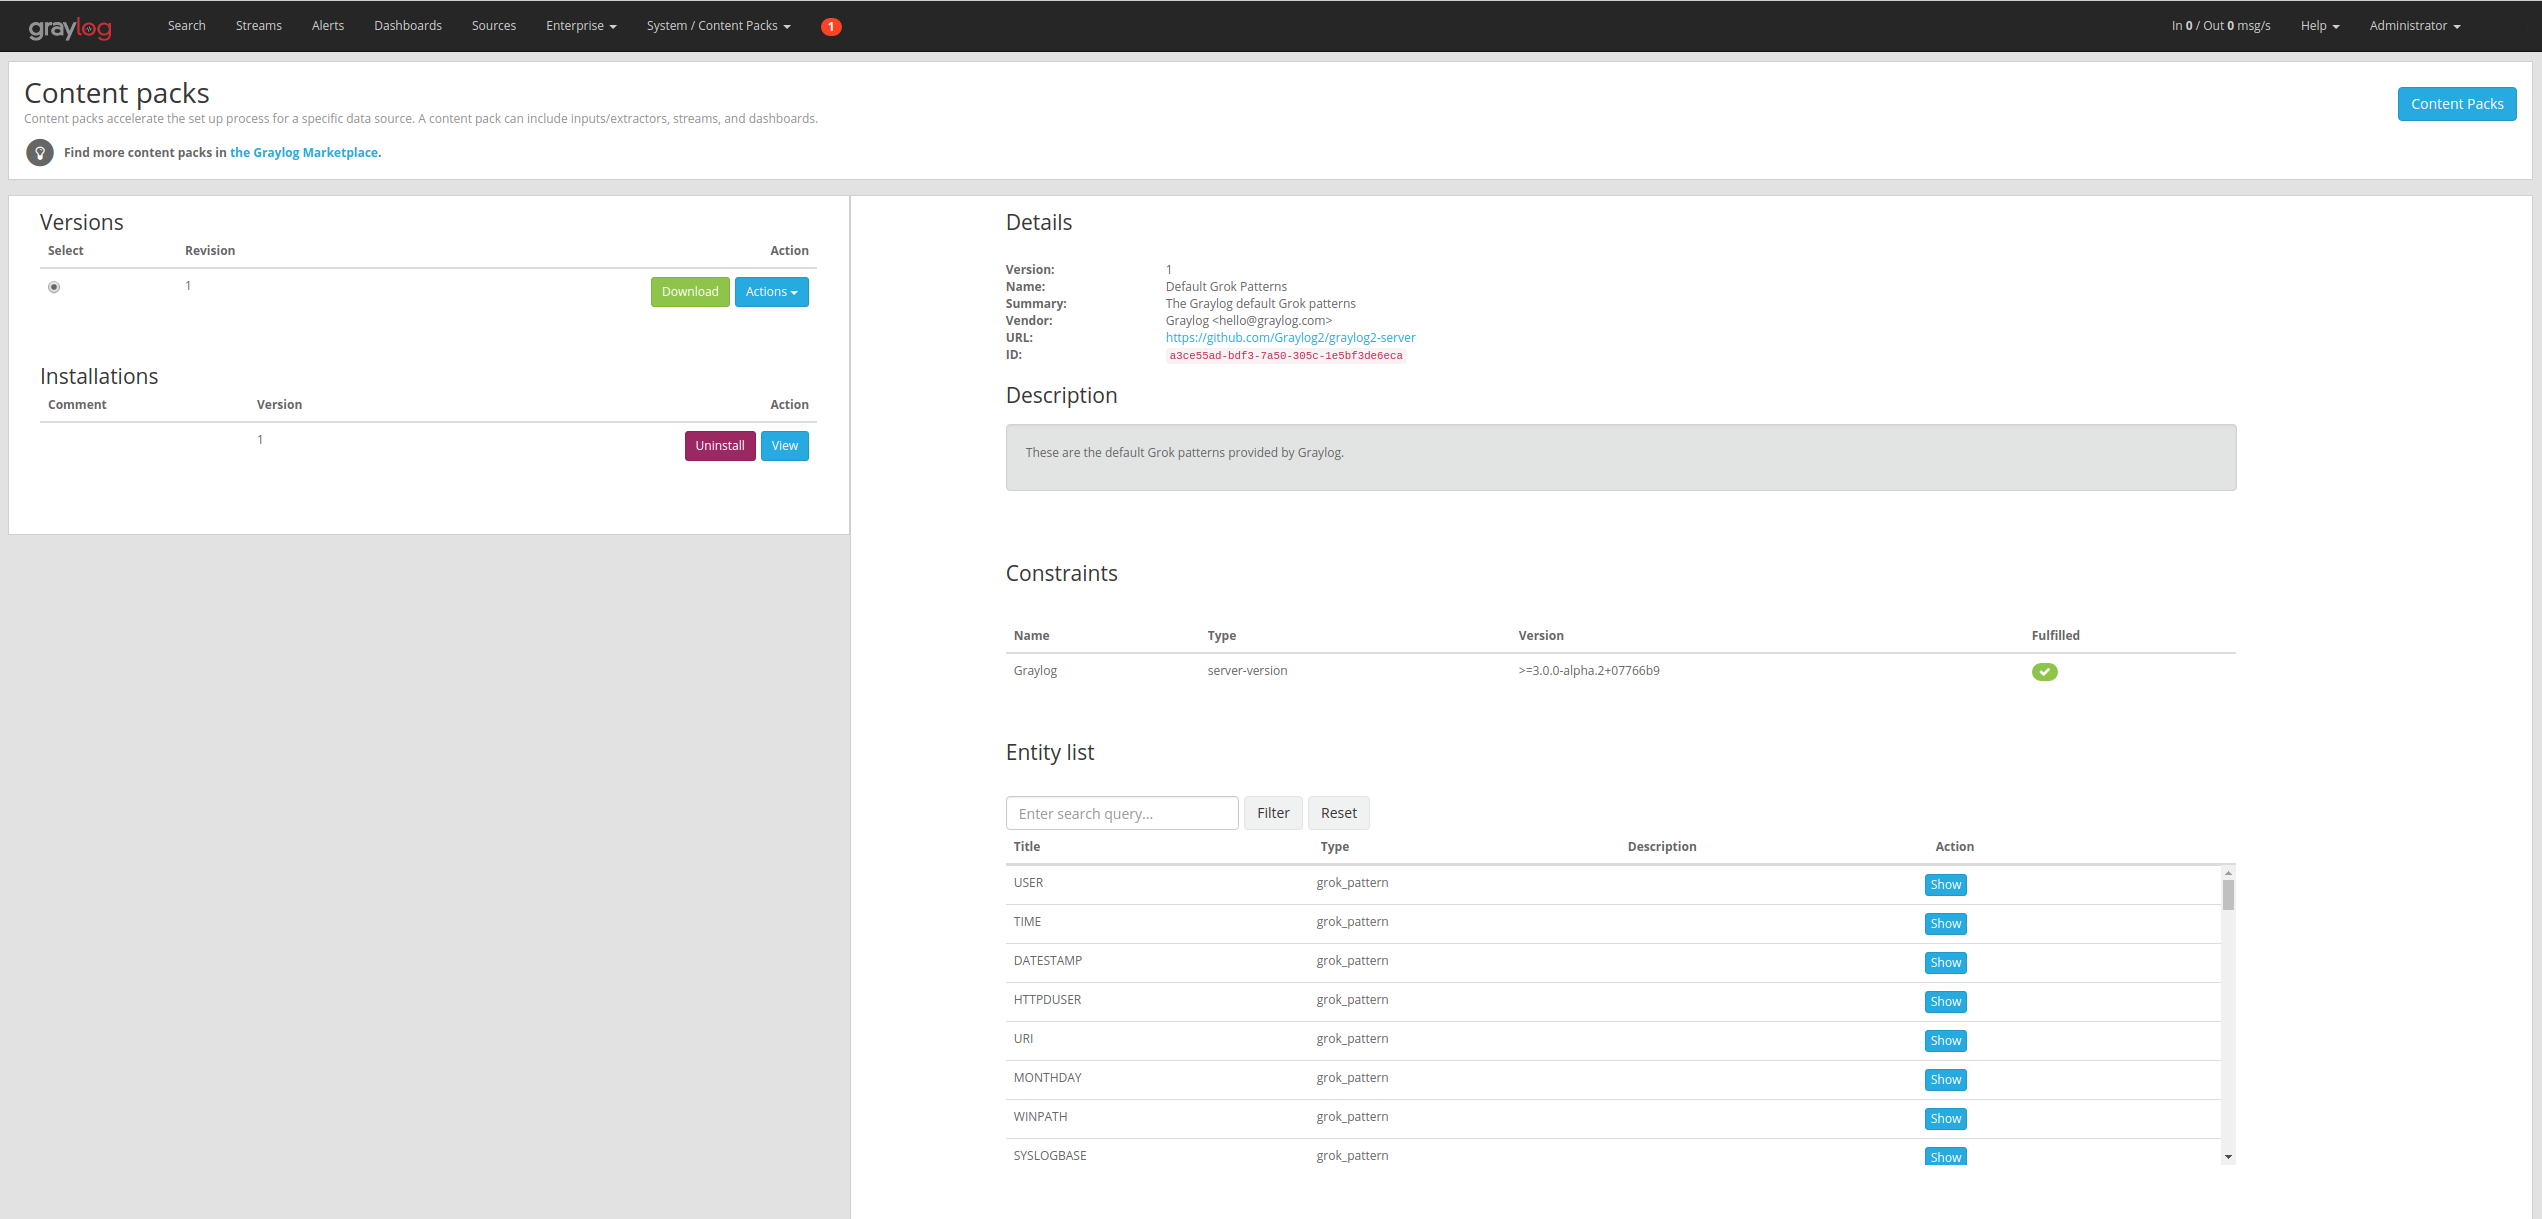 graylog Search Streams Alerts Dashboards Sources Enterprise System / Content Packs 1 In 0 / Out 0 msg/s Help Administrator
Content packs
Content packs accelerate the set up process for a specific data source. A content pack can include inputs/extractors, streams, and dashboards.
Content Packs
Find more content packs in the Graylog Marketplace.
Versions
Select Revision Action
1 Download Actions
Installations
Comment Version Action
1 Uninstall View
Details
Version: 1
Name: Default Grok Patterns
Summary: The Graylog default Grok patterns
Vendor: Graylog <hello@graylog.com>
URL: https://github.com/Graylog2/graylog2-server
ID: a3ce55ad-bdf3-7a50-305c-1e5bf3de6eca
Description
These are the default Grok patterns provided by Graylog.
Constraints
Name Type Version Fulfilled
Graylog server-version >=3.0.0-alpha.2+07766b9
Entity list
Enter search query... Filter Reset
Title Type Description Action
USER grok_pattern Show
TIME grok_pattern Show
DATESTAMP grok_pattern Show
HTTPDUSER grok_pattern Show
URI grok_pattern Show
MONTHDAY grok_pattern Show
WINPATH grok_pattern Show
SYSLOGBASE grok_pattern Show